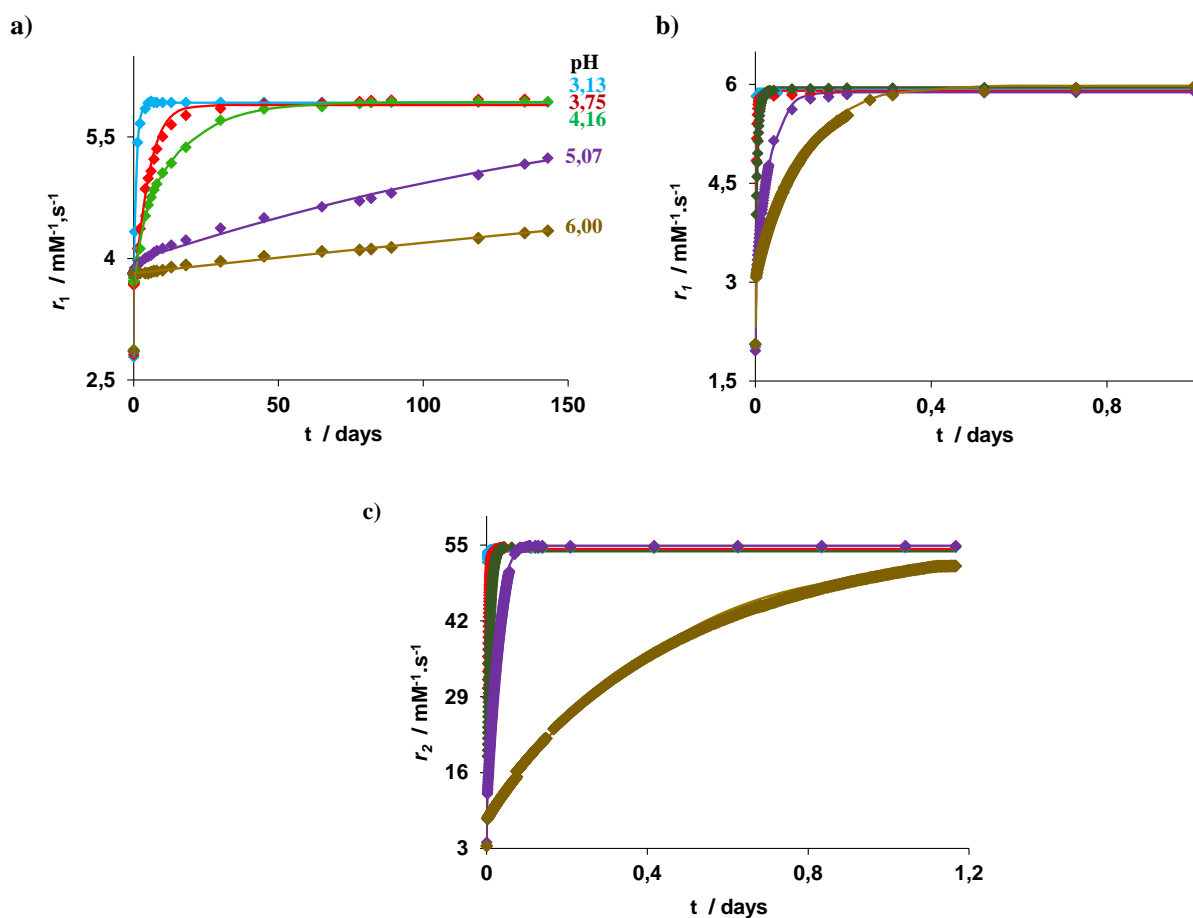 a)
r₁ / mM⁻¹,s⁻¹
5,5
4
2,5
0
50
100
150
t / days
pH
3,13
3,75
4,16
5,07
6,00
b)
r₁ / mM⁻¹.s⁻¹
6
4,5
3
1,5
0
0,4
0,8
t / days
c)
r₂ / mM⁻¹.s⁻¹
55
42
29
16
3
0
0,4
0,8
1,2
t / days